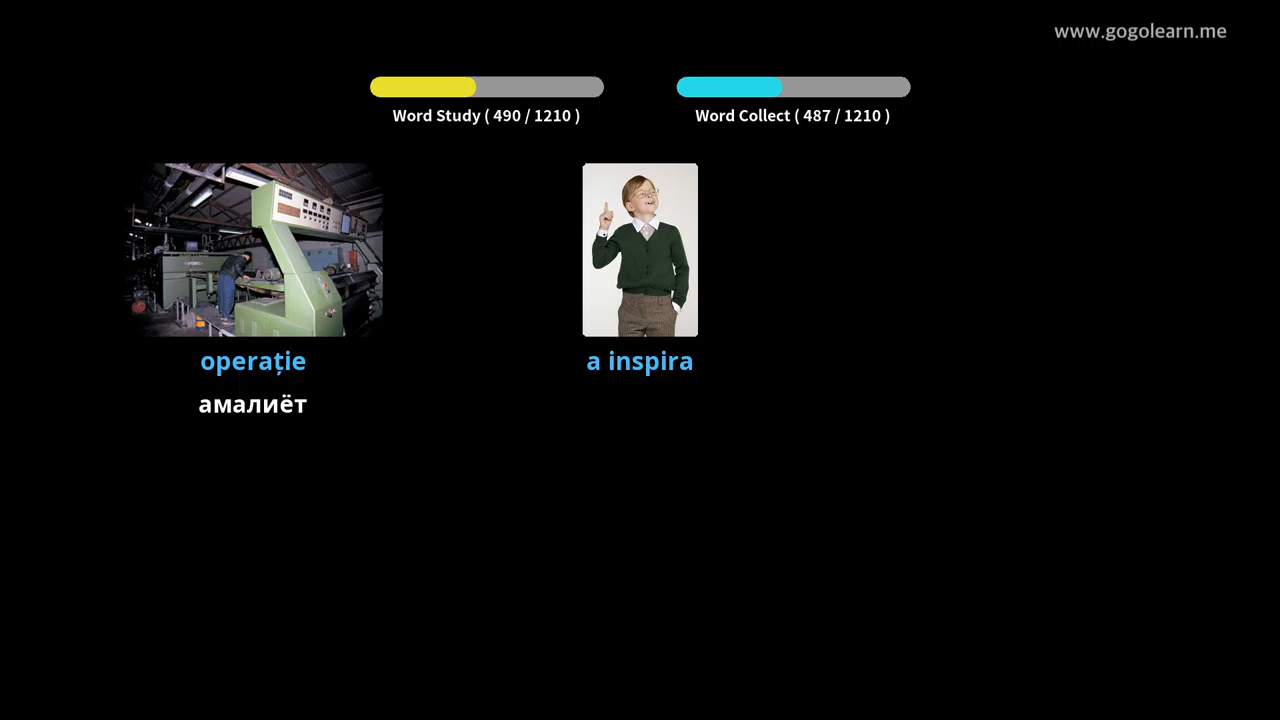 www.gogolearn.me
Word Study ( 490 / 1210 )
Word Collect ( 487 / 1210 )
operație
a inspira
амалиёт